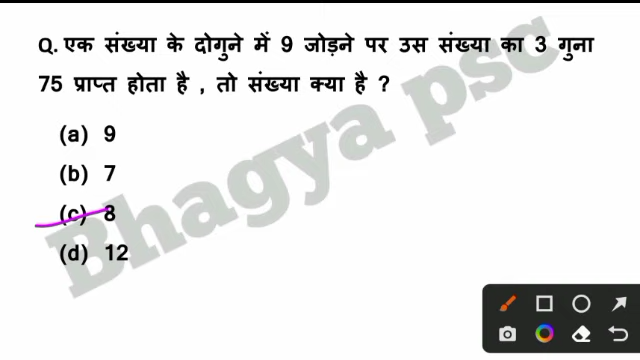 Q. एक संख्या के दोगुने में 9 जोड़ने पर उस संख्या का 3 गुना
75 प्राप्त होता है , तो संख्या क्या है ?
(a) 9
(b) 7
(c) 8
(d) 12
Bhagya psc